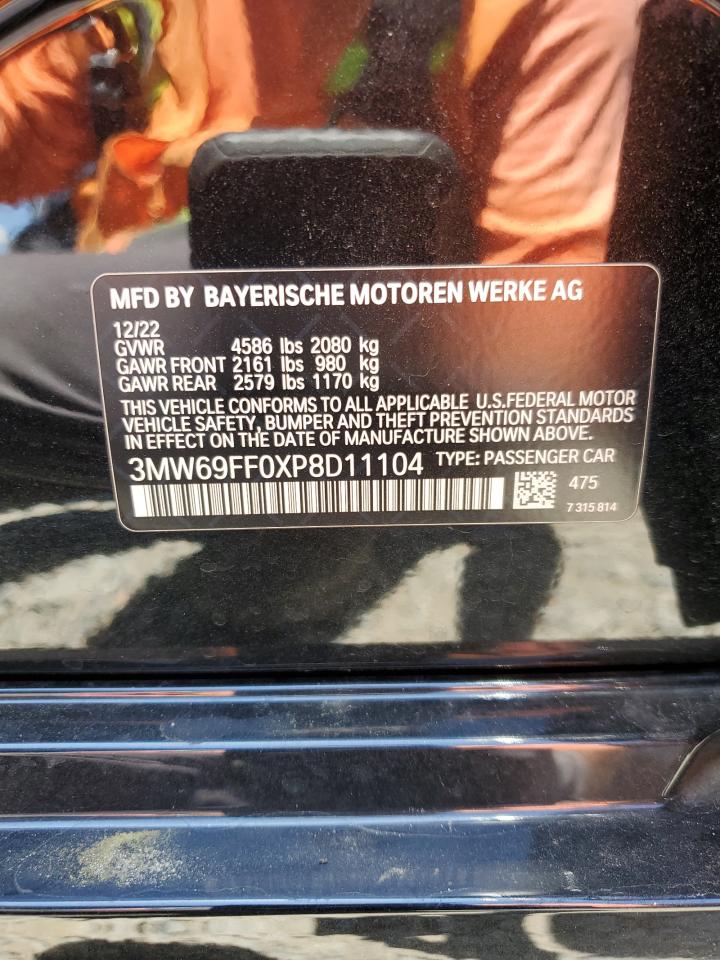 MFD BY BAYERISCHE MOTOREN WERKE AG
12/22
GVWR 4586 lbs 2080 kg
GAWR FRONT 2161 lbs 980 kg
GAWR REAR 2579 lbs 1170 kg
THIS VEHICLE CONFORMS TO ALL APPLICABLE U.S.FEDERAL MOTOR
VEHICLE SAFETY, BUMPER AND THEFT PREVENTION STANDARDS
IN EFFECT ON THE DATE OF MANUFACTURE SHOWN ABOVE.
3MW69FF0XP8D11104 TYPE: PASSENGER CAR
475
7 315 814